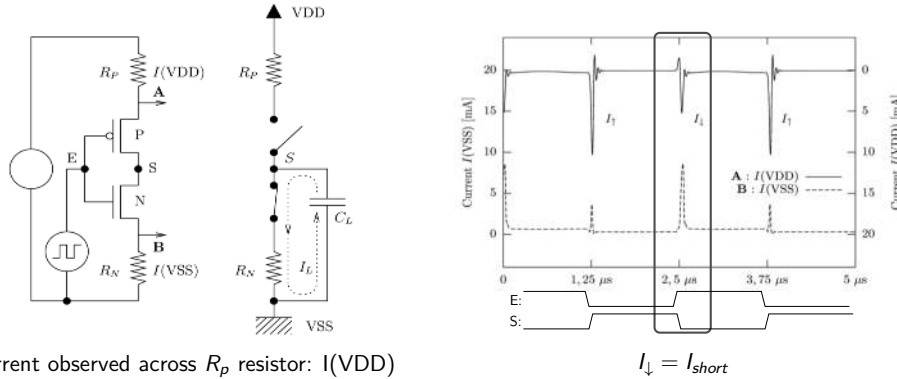 VDD
R_P I(VDD)
A
P
E
S
N
B
R_N I(VSS)
VDD
R_P
S
C_L
I_L
R_N
VSS
Current I(VSS) [mA]
20
15
10
5
0
I↑
I↓
I↑
A : I(VDD)
B : I(VSS)
0
5
10
15
20
Current I(VDD) [mA]
0 1, 25 μs 2, 5 μs 3, 75 μs 5 μs
E:
S:
rrent observed across R_p resistor: I(VDD)
I↓ = I_short